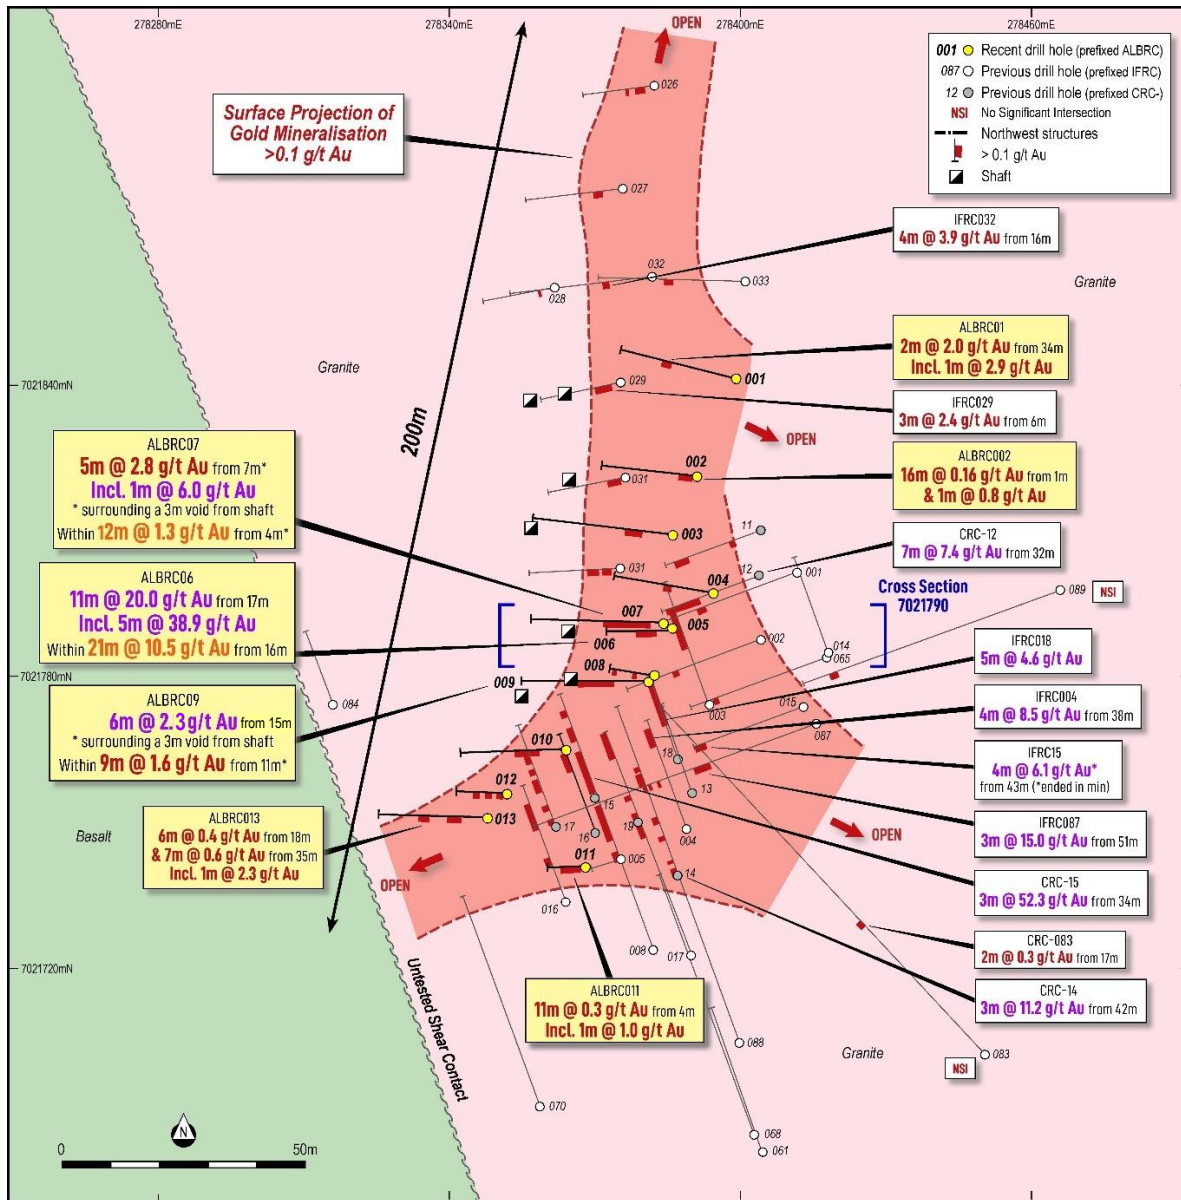 278280mE
278340mE
278400mE
278460mE
OPEN
001 Recent drill hole (prefixed ALBRC)
087 Previous drill hole (prefixed IFRC)
12 Previous drill hole (prefixed CRC-)
NSI No Significant Intersection
Northwest structures
> 0.1 g/t Au
Shaft
026
Surface Projection of
Gold Mineralisation
>0.1 g/t Au
027
IFRC032
4m @ 3.9 g/t Au from 16m
032
028
033
Granite
Granite
ALBRC01
2m @ 2.0 g/t Au from 34m
Incl. 1m @ 2.9 g/t Au
7021840mN
029
001
IFRC029
3m @ 2.4 g/t Au from 6m
200m
OPEN
ALBRC07
5m @ 2.8 g/t Au from 7m*
Incl. 1m @ 6.0 g/t Au
* surrounding a 3m void from shaft
Within 12m @ 1.3 g/t Au from 4m*
002
031
ALBRC002
16m @ 0.16 g/t Au from 1m
& 1m @ 0.8 g/t Au
003
11
CRC-12
7m @ 7.4 g/t Au from 32m
031
004
12
001
Cross Section
7021790
089
NSI
ALBRC06
11m @ 20.0 g/t Au from 17m
Incl. 5m @ 38.9 g/t Au
Within 21m @ 10.5 g/t Au from 16m
007
005
006
002
014
065
IFRC018
5m @ 4.6 g/t Au
008
009
7021780mN
084
003
015
087
IFRC004
4m @ 8.5 g/t Au from 38m
ALBRC09
6m @ 2.3 g/t Au from 15m
* surrounding a 3m void from shaft
Within 9m @ 1.6 g/t Au from 11m*
010
18
IFRC15
4m @ 6.1 g/t Au*
from 43m (*ended in min)
012
15
13
013
17
16
19
004
IFRC087
3m @ 15.0 g/t Au from 51m
ALBRC013
6m @ 0.4 g/t Au from 18m
& 7m @ 0.6 g/t Au from 35m
Incl. 1m @ 2.3 g/t Au
Basalt
OPEN
OPEN
011
005
14
CRC-15
3m @ 52.3 g/t Au from 34m
016
008
017
CRC-083
2m @ 0.3 g/t Au from 17m
7021720mN
Untested Shear Contact
ALBRC011
11m @ 0.3 g/t Au from 4m
Incl. 1m @ 1.0 g/t Au
CRC-14
3m @ 11.2 g/t Au from 42m
088
Granite
083
NSI
070
068
061
N
0
50m